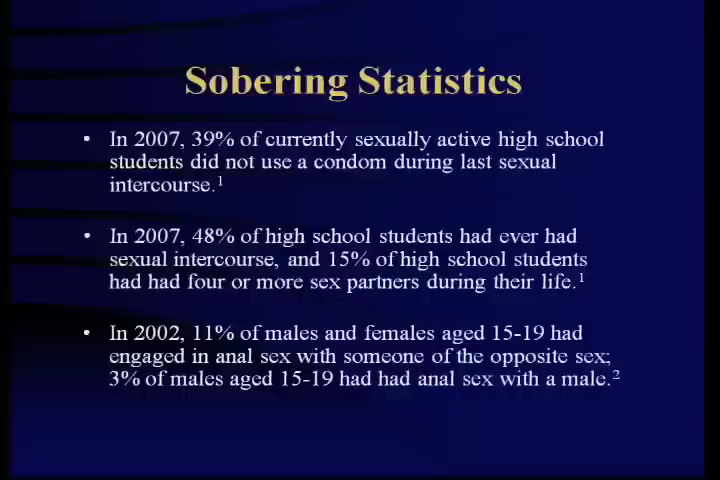 Sobering Statistics
• In 2007, 39% of currently sexually active high school
students did not use a condom during last sexual
intercourse.¹
• In 2007, 48% of high school students had ever had
sexual intercourse, and 15% of high school students
had had four or more sex partners during their life.¹
• In 2002, 11% of males and females aged 15-19 had
engaged in anal sex with someone of the opposite sex;
3% of males aged 15-19 had had anal sex with a male.²